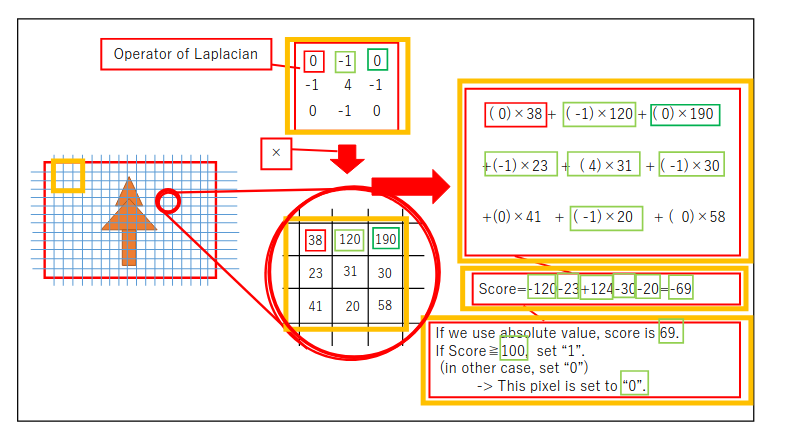 Operator of Laplacian
0 -1 0
-1 4 -1
0 -1 0
×
38 120 190
23 31 30
41 20 58
( 0)×38+ ( -1)×120+( 0)×190
+(-1)×23 + ( 4)×31 +( -1)×30
+(0)×41 + ( -1)×20 + ( 0)×58
Score=-120-23+124-30-20=-69
If we use absolute value, score is 69.
If Score≧100, set “1”.
(in other case, set “0”)
-> This pixel is set to “0”.